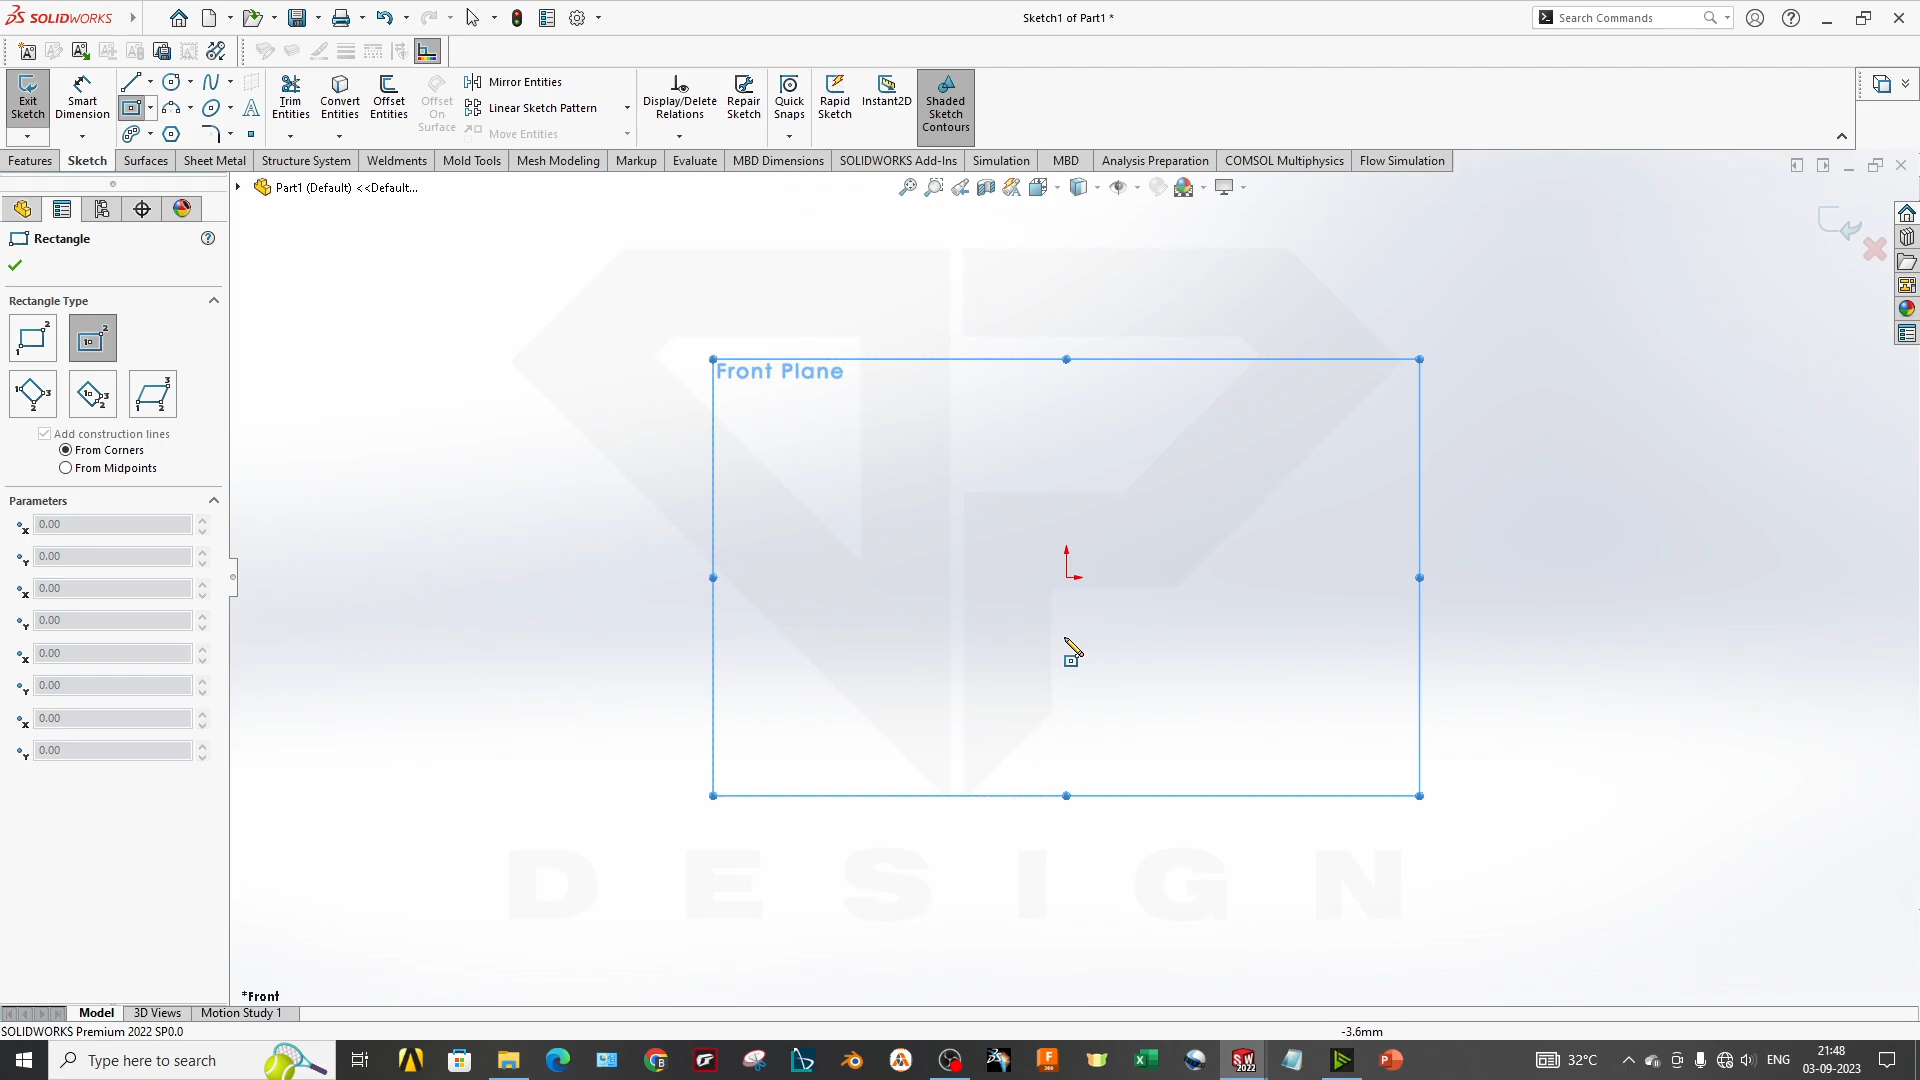 SOLIDWORKS
Sketch1 of Part1 *
Search Commands
Exit Sketch
Smart Dimension
Trim Entities
Convert Entities
Offset Entities
Offset On Surface
Mirror Entities
Linear Sketch Pattern
Move Entities
Display/Delete Relations
Repair Sketch
Quick Snaps
Rapid Sketch
Instant2D
Shaded Sketch Contours
Features
Sketch
Surfaces
Sheet Metal
Structure System
Weldments
Mold Tools
Mesh Modeling
Markup
Evaluate
MBD Dimensions
SOLIDWORKS Add-Ins
Simulation
MBD
Analysis Preparation
COMSOL Multiphysics
Flow Simulation
Part1 (Default) <<Default...
Rectangle
Rectangle Type
Add construction lines
From Corners
From Midpoints
Parameters
0.00
0.00
0.00
0.00
0.00
0.00
0.00
0.00
Front Plane
DESIGN
*Front
Model
3D Views
Motion Study 1
SOLIDWORKS Premium 2022 SP0.0
-3.6mm
Type here to search
32°C
ENG
21:48
03-09-2023